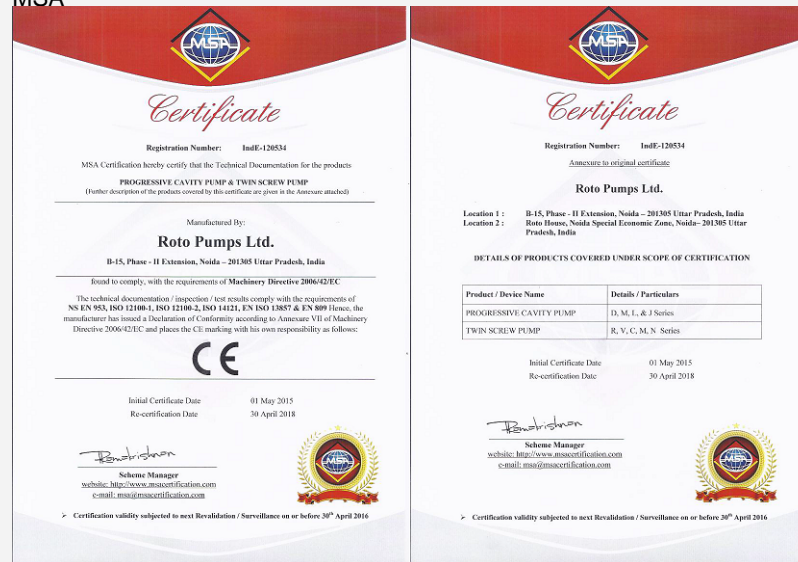 MSA
MSA
Certificate
Registration Number: IndE-120534
MSA Certification hereby certify that the Technical Documentation for the products
PROGRESSIVE CAVITY PUMP & TWIN SCREW PUMP
(Further description of the products covered by this certificate are given in the Annexure attached)
Manufactured By:
Roto Pumps Ltd.
B-15, Phase - II Extension, Noida – 201305 Uttar Pradesh, India
found to comply, with the requirements of Machinery Directive 2006/42/EC
The technical documentation / inspection / test results comply with the requirements of
NS EN 953, ISO 12100-1, ISO 12100-2, ISO 14121, EN ISO 13857 & EN 809 Hence, the
manufacturer has issued a Declaration of Conformity according to Annexure VII of Machinery
Directive 2006/42/EC and places the CE marking with his own responsibility as follows:
CE
Initial Certificate Date 01 May 2015
Re-certification Date 30 April 2018
Scheme Manager
website: http://www.msacertification.com
e-mail: msa@msacertification.com
MSA
➢ Certification validity subjected to next Revalidation / Surveillance on or before 30th April 2016
MSA
Certificate
Registration Number: IndE-120534
Annexure to original certificate
Roto Pumps Ltd.
Location 1 : B-15, Phase - II Extension, Noida – 201305 Uttar Pradesh, India
Location 2 : Roto House, Noida Special Economic Zone, Noida– 201305 Uttar
Pradesh, India
DETAILS OF PRODUCTS COVERED UNDER SCOPE OF CERTIFICATION
Product / Device Name Details / Particulars
PROGRESSIVE CAVITY PUMP D, M, L, & J Series
TWIN SCREW PUMP R, V, C, M, N Series
Initial Certificate Date 01 May 2015
Re-certification Date 30 April 2018
Scheme Manager
website: http://www.msacertification.com
e-mail: msa@msacertification.com
MSA
➢ Certification validity subjected to next Revalidation / Surveillance on or before 30th April 2016